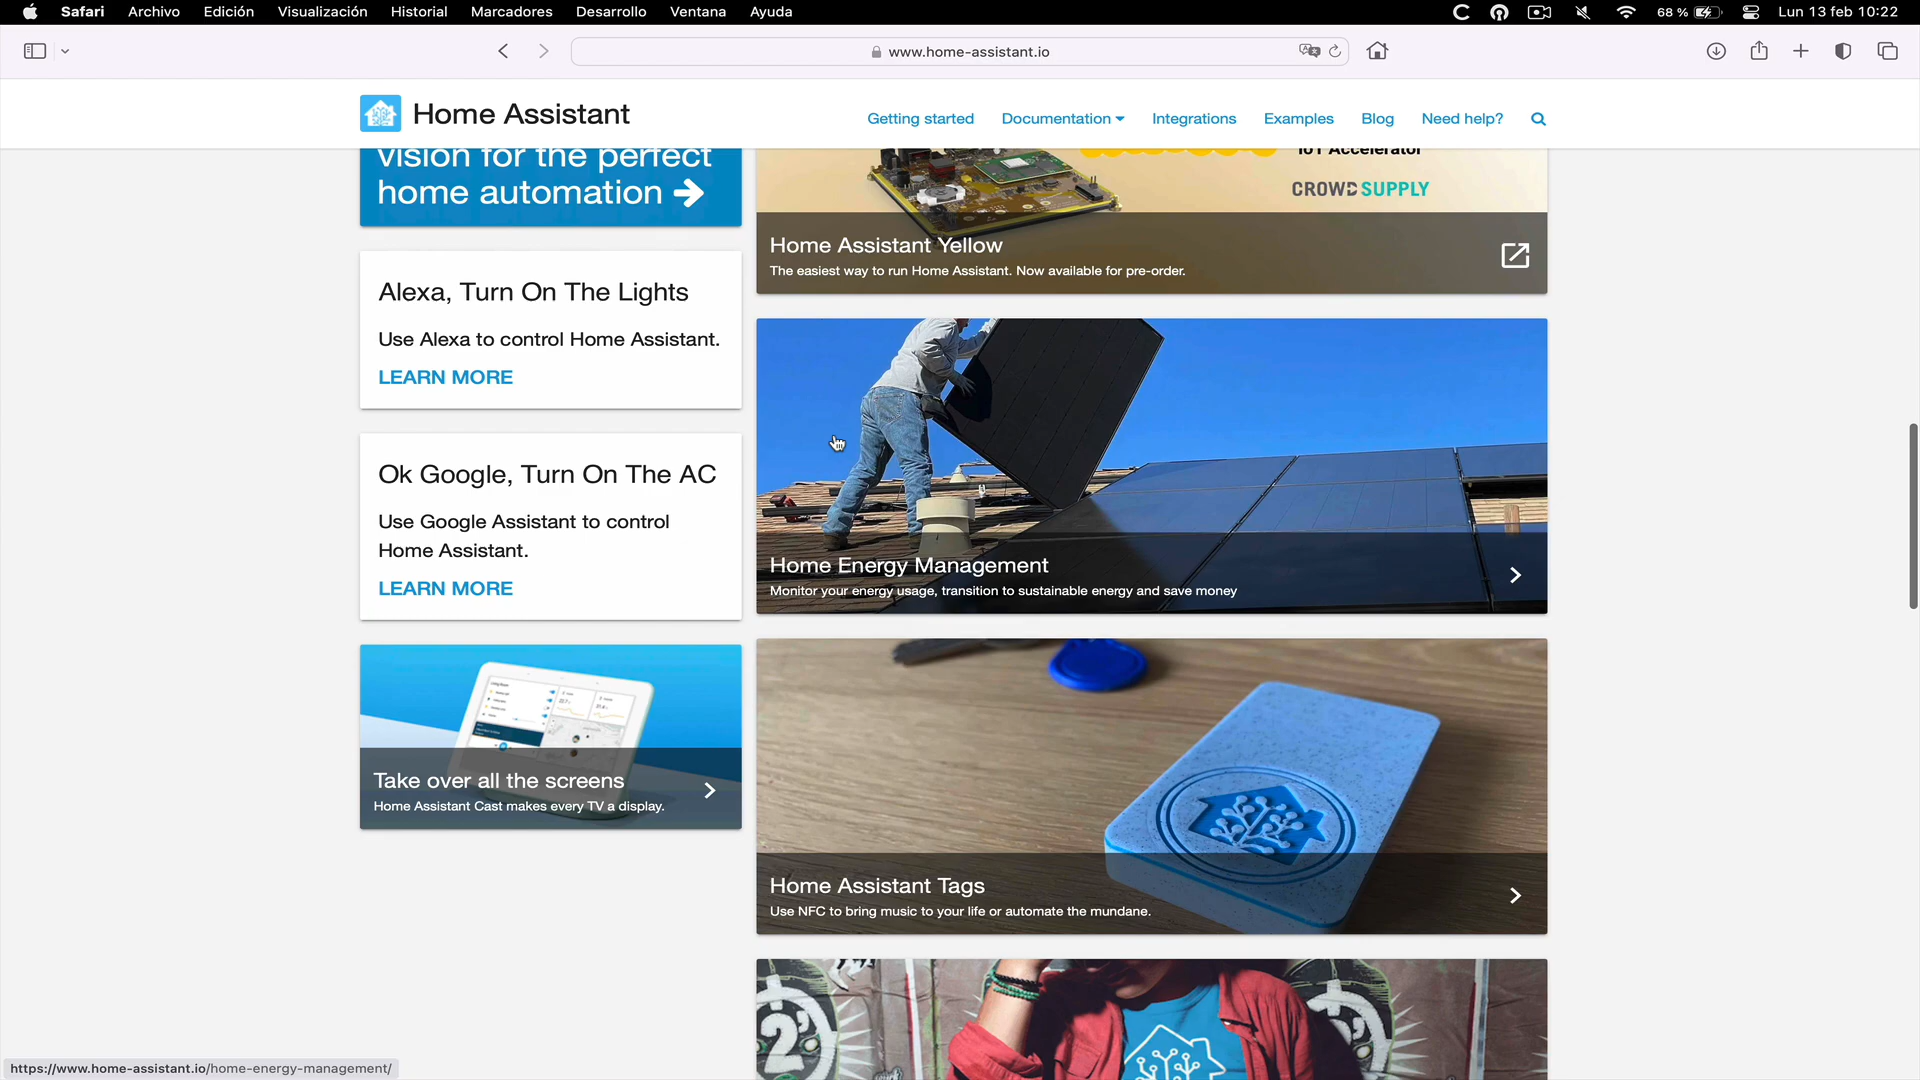 Safari Archivo Edición Visualización Historial Marcadores Desarrollo Ventana Ayuda 68 % Lun 13 feb 10:22
www.home-assistant.io
Home Assistant
Getting started Documentation Integrations Examples Blog Need help?
vision for the perfect
home automation
IoT Accelerator
CROWD SUPPLY
Home Assistant Yellow
The easiest way to run Home Assistant. Now available for pre-order.
Alexa, Turn On The Lights
Use Alexa to control Home Assistant.
LEARN MORE
Ok Google, Turn On The AC
Use Google Assistant to control
Home Assistant.
LEARN MORE
Home Energy Management
Monitor your energy usage, transition to sustainable energy and save money
Take over all the screens
Home Assistant Cast makes every TV a display.
Home Assistant Tags
Use NFC to bring music to your life or automate the mundane.
https://www.home-assistant.io/home-energy-management/